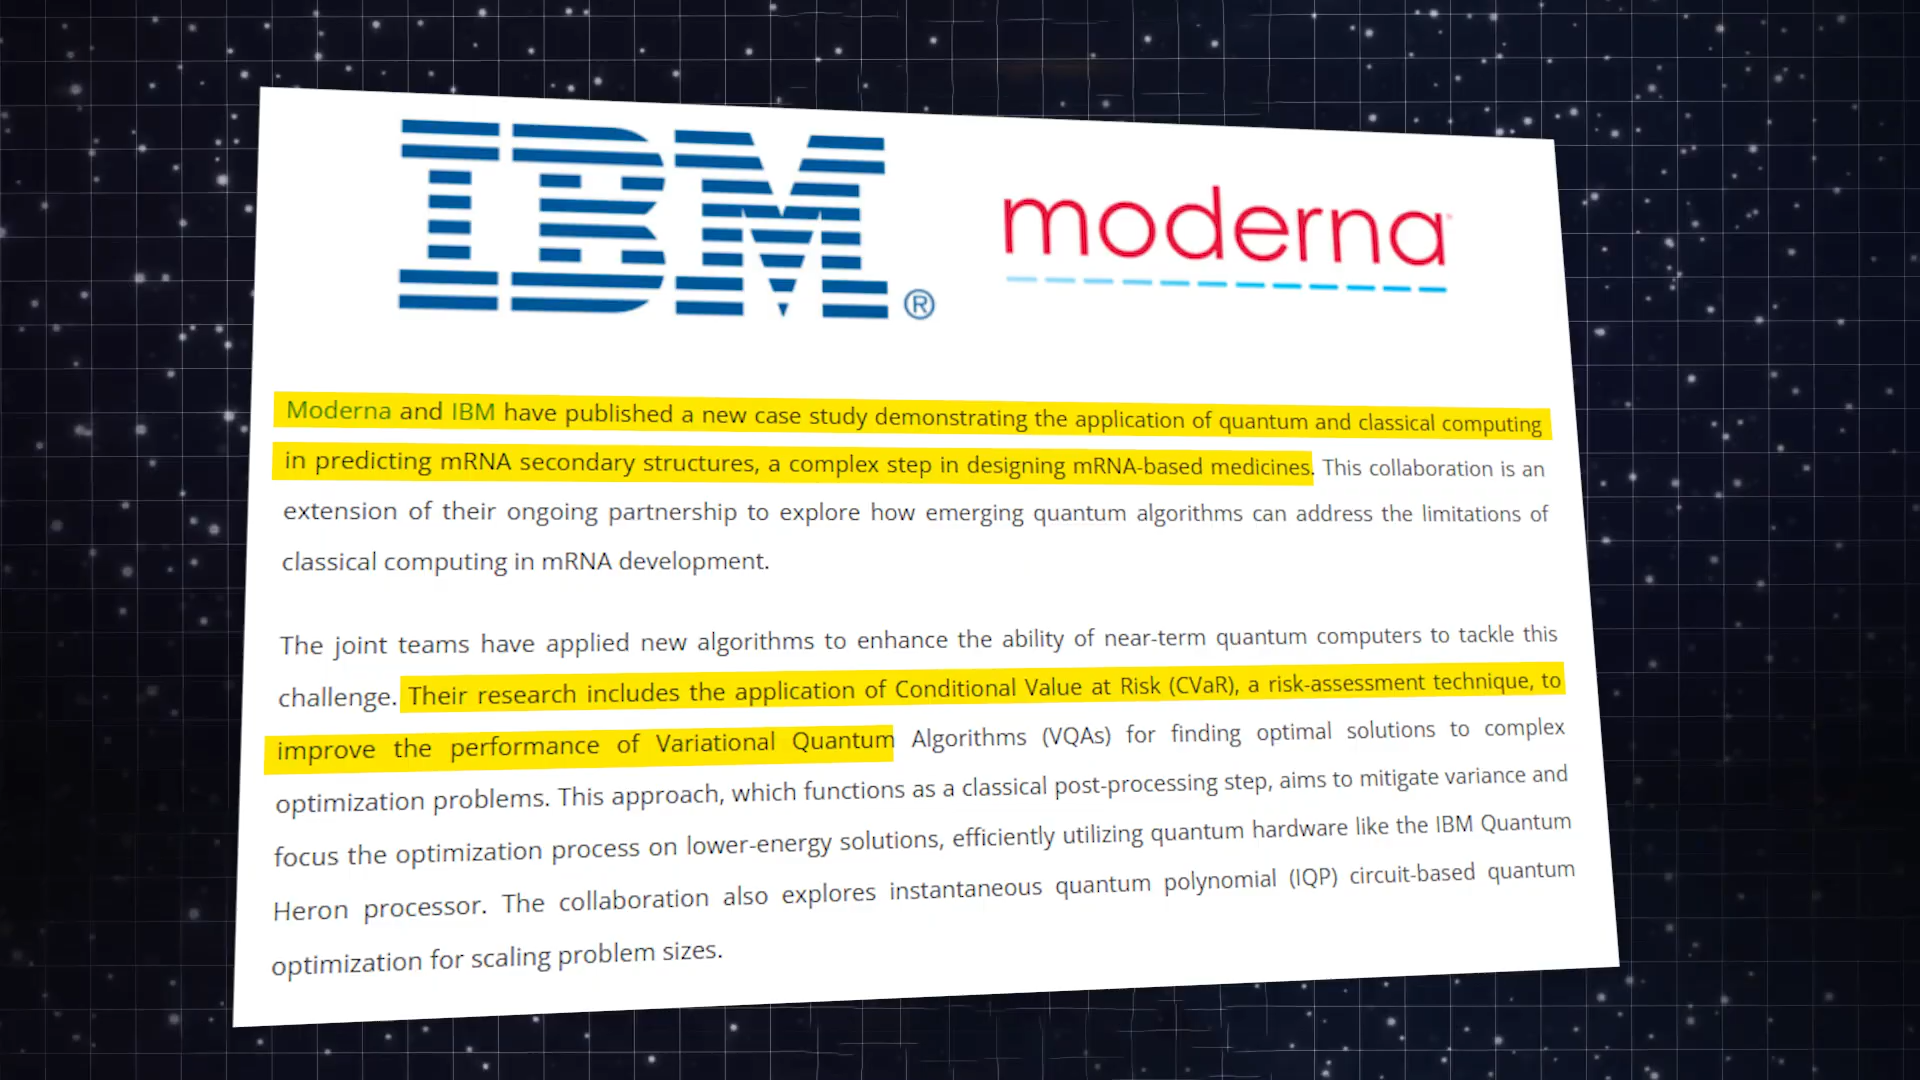 IBM®
moderna
Moderna and IBM have published a new case study demonstrating the application of quantum and classical computing
in predicting mRNA secondary structures, a complex step in designing mRNA-based medicines. This collaboration is an
extension of their ongoing partnership to explore how emerging quantum algorithms can address the limitations of
classical computing in mRNA development.
The joint teams have applied new algorithms to enhance the ability of near-term quantum computers to tackle this
challenge. Their research includes the application of Conditional Value at Risk (CVaR), a risk-assessment technique, to
improve the performance of Variational Quantum Algorithms (VQAs) for finding optimal solutions to complex
optimization problems. This approach, which functions as a classical post-processing step, aims to mitigate variance and
focus the optimization process on lower-energy solutions, efficiently utilizing quantum hardware like the IBM Quantum
Heron processor. The collaboration also explores instantaneous quantum polynomial (IQP) circuit-based quantum
optimization for scaling problem sizes.